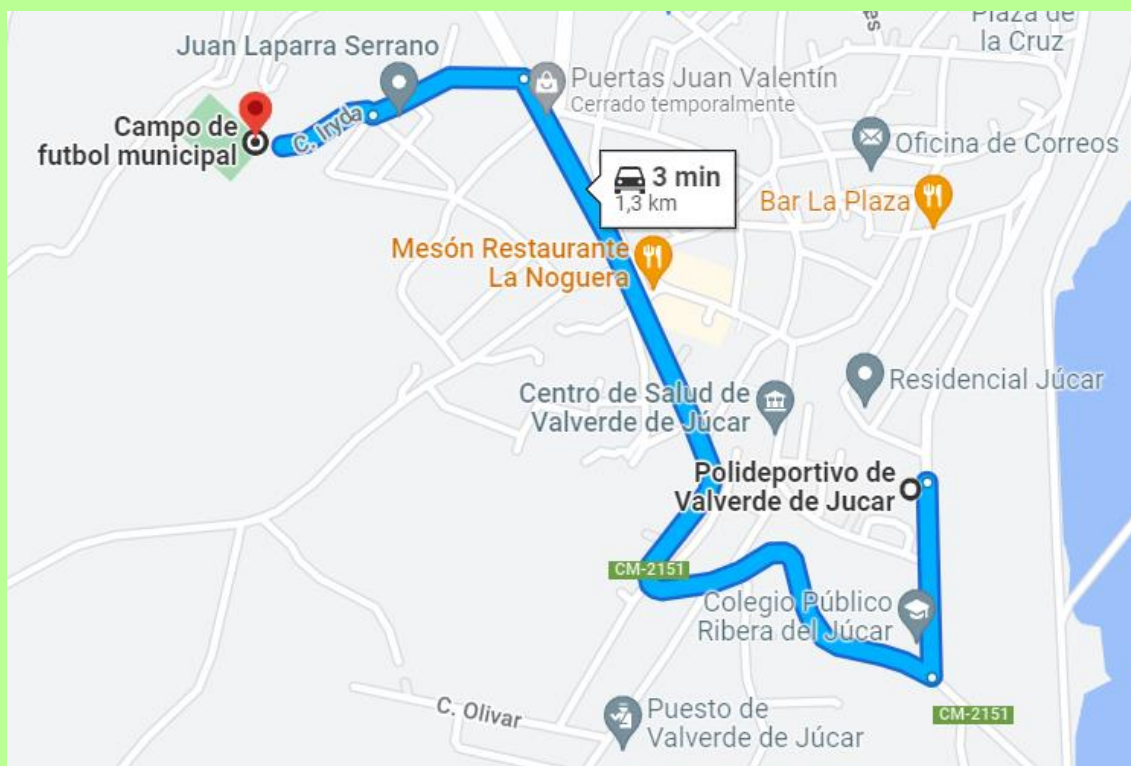 Plaza de
la Cruz
Juan Laparra Serrano
Puertas Juan Valentín
Cerrado temporalmente
Campo de
futbol municipal
C. Iryda
Oficina de Correos
3 min
1,3 km
Bar La Plaza
Mesón Restaurante
La Noguera
Residencial Júcar
Centro de Salud de
Valverde de Júcar
Polideportivo de
Valverde de Jucar
CM-2151
Colegio Público
Ribera del Júcar
C. Olivar
Puesto de
Valverde de Júcar
CM-2151